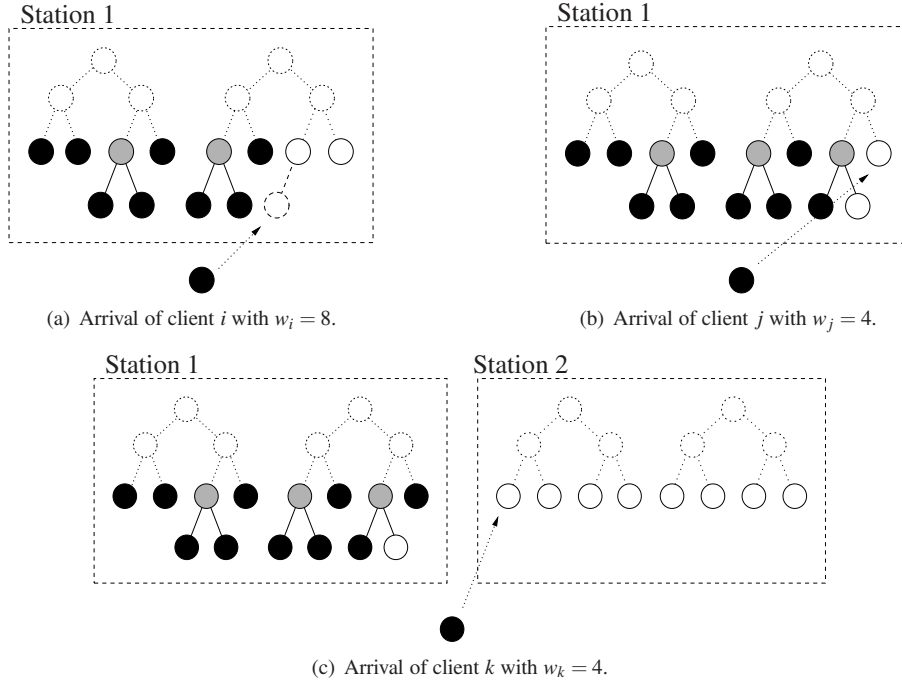 Station 1
Station 1
(a) Arrival of client i with w_i = 8.
(b) Arrival of client j with w_j = 4.
Station 1
Station 2
(c) Arrival of client k with w_k = 4.